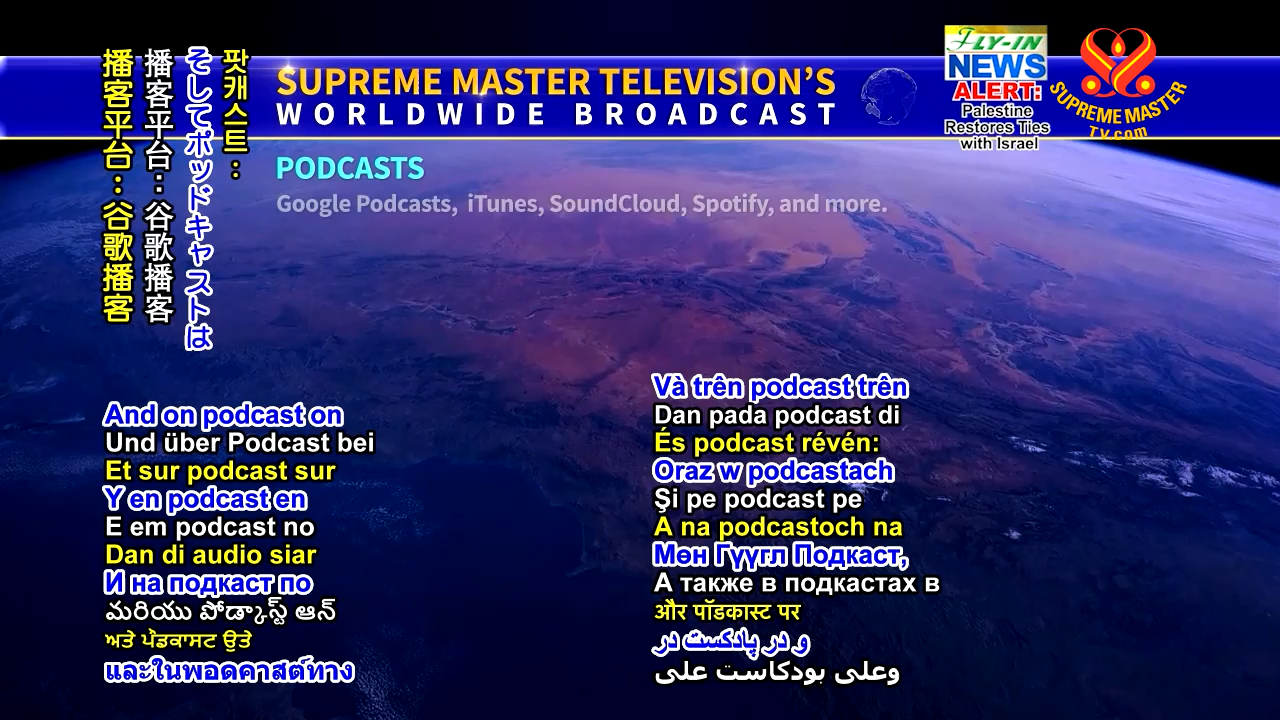 SUPREME MASTER TELEVISION’S
WORLDWIDE BROADCAST
PODCASTS
Google Podcasts, iTunes, SoundCloud, Spotify, and more.
FLY-IN
NEWS
ALERT:
Palestine
Restores Ties
with Israel
SUPREME MASTER
TV.com
팟캐스트:
そしてポッドキャストは
播客平台:谷歌播客
播客平台:谷歌播客
And on podcast on
Und über Podcast bei
Et sur podcast sur
Y en podcast en
E em podcast no
Dan di audio siar
И на подкаст по
మరియు పోడ్కాస్ట్ ఆన్
ਅਤੇ ਪੋਡਕਾਸਟ ਉਤੇ
และในพอดคาสต์ทาง
Và trên podcast trên
Dan pada podcast di
És podcast révén:
Oraz w podcastach
Şi pe podcast pe
A na podcastoch na
Мөн Гүүгл Подкаст,
А также в подкастах в
और पॉडकास्ट पर
و در پادکست در
وعلى بودكاست على